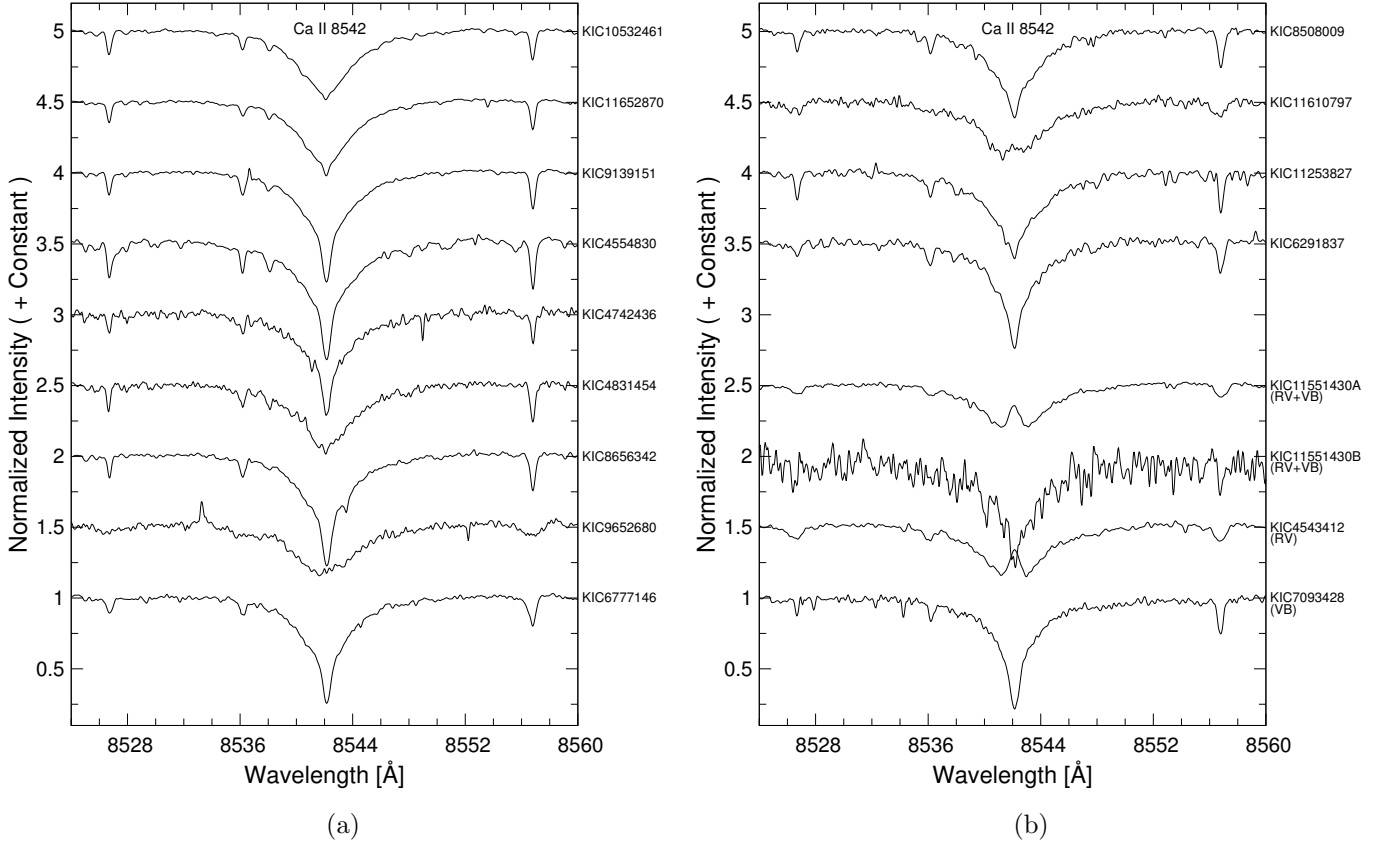 Ca II 8542
Normalized Intensity ( + Constant )
5
4.5
4
3.5
3
2.5
2
1.5
1
0.5
KIC10532461
KIC11652870
KIC9139151
KIC4554830
KIC4742436
KIC4831454
KIC8656342
KIC9652680
KIC6777146
8528 8536 8544 8552 8560
Wavelength [Å]
(a)
Ca II 8542
Normalized Intensity ( + Constant )
5
4.5
4
3.5
3
2.5
2
1.5
1
0.5
KIC8508009
KIC11610797
KIC11253827
KIC6291837
KIC11551430A
(RV+VB)
KIC11551430B
(RV+VB)
KIC4543412
(RV)
KIC7093428
(VB)
8528 8536 8544 8552 8560
Wavelength [Å]
(b)